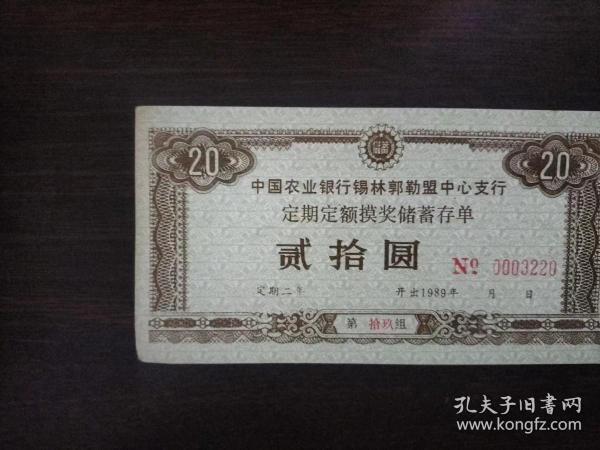 储蓄
20
20
中国农业银行锡林郭勒盟中心支行
定期定额摸奖储蓄存单
贰拾圆
№ 0003220
定期二年 开出1989年 月 日
第 拾玖 组
孔夫子旧书网
www.kongfz.com